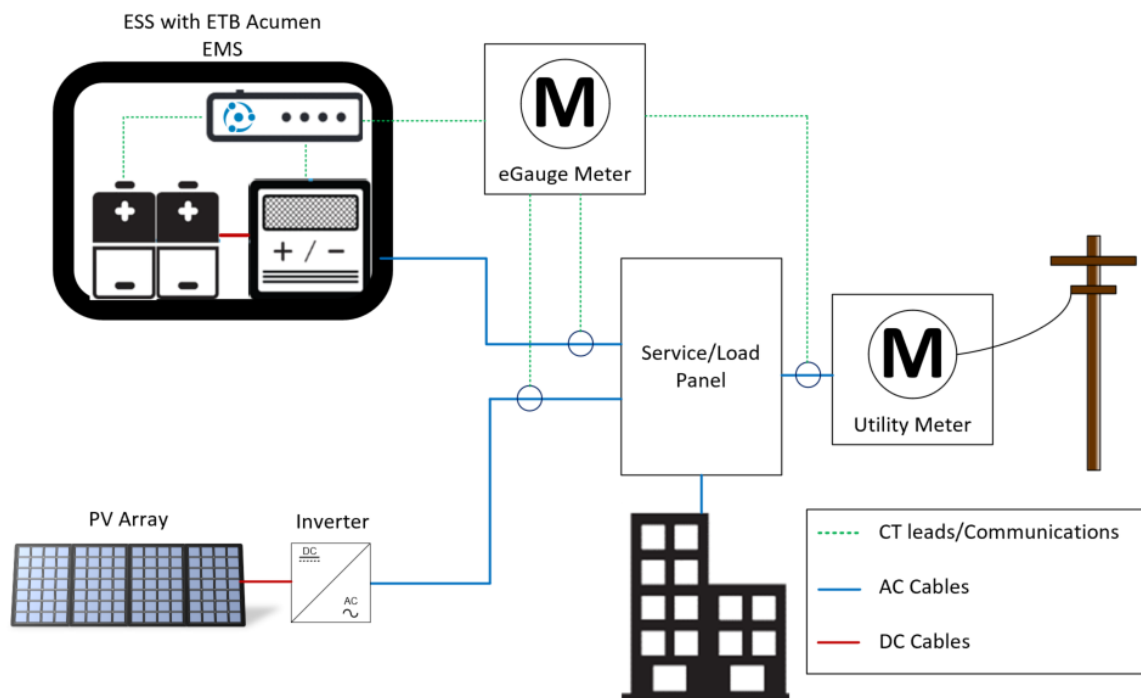 ESS with ETB Acumen
EMS
M
eGauge Meter
+ / -
Service/Load
Panel
M
Utility Meter
PV Array
Inverter
DC
AC
CT leads/Communications
AC Cables
DC Cables